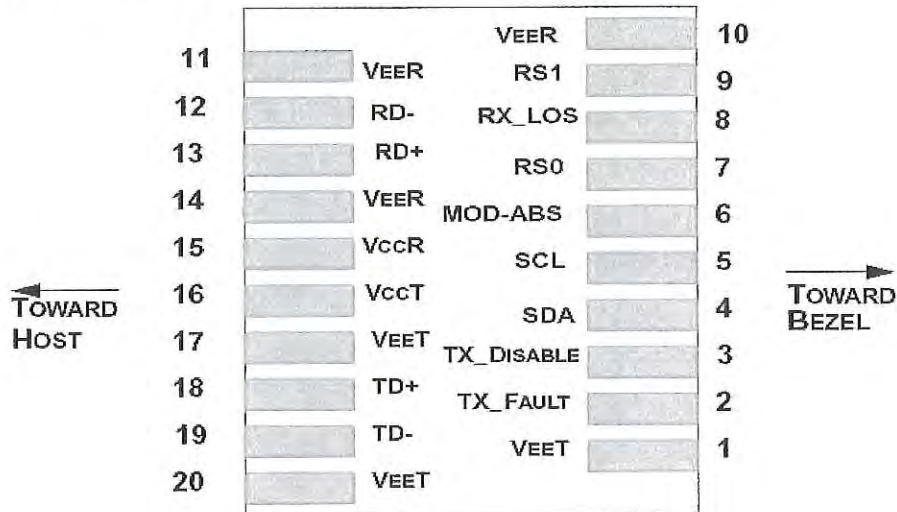 VEER 10
11 VEER RS1 9
12 RD- RX_LOS 8
13 RD+ RS0 7
14 VEER MOD-ABS 6
15 VCCR SCL 5
16 VCCT SDA 4
17 VEET TX_DISABLE 3
18 TD+ TX_FAULT 2
19 TD- VEET 1
20 VEET
TOWARD
HOST
TOWARD
BEZEL